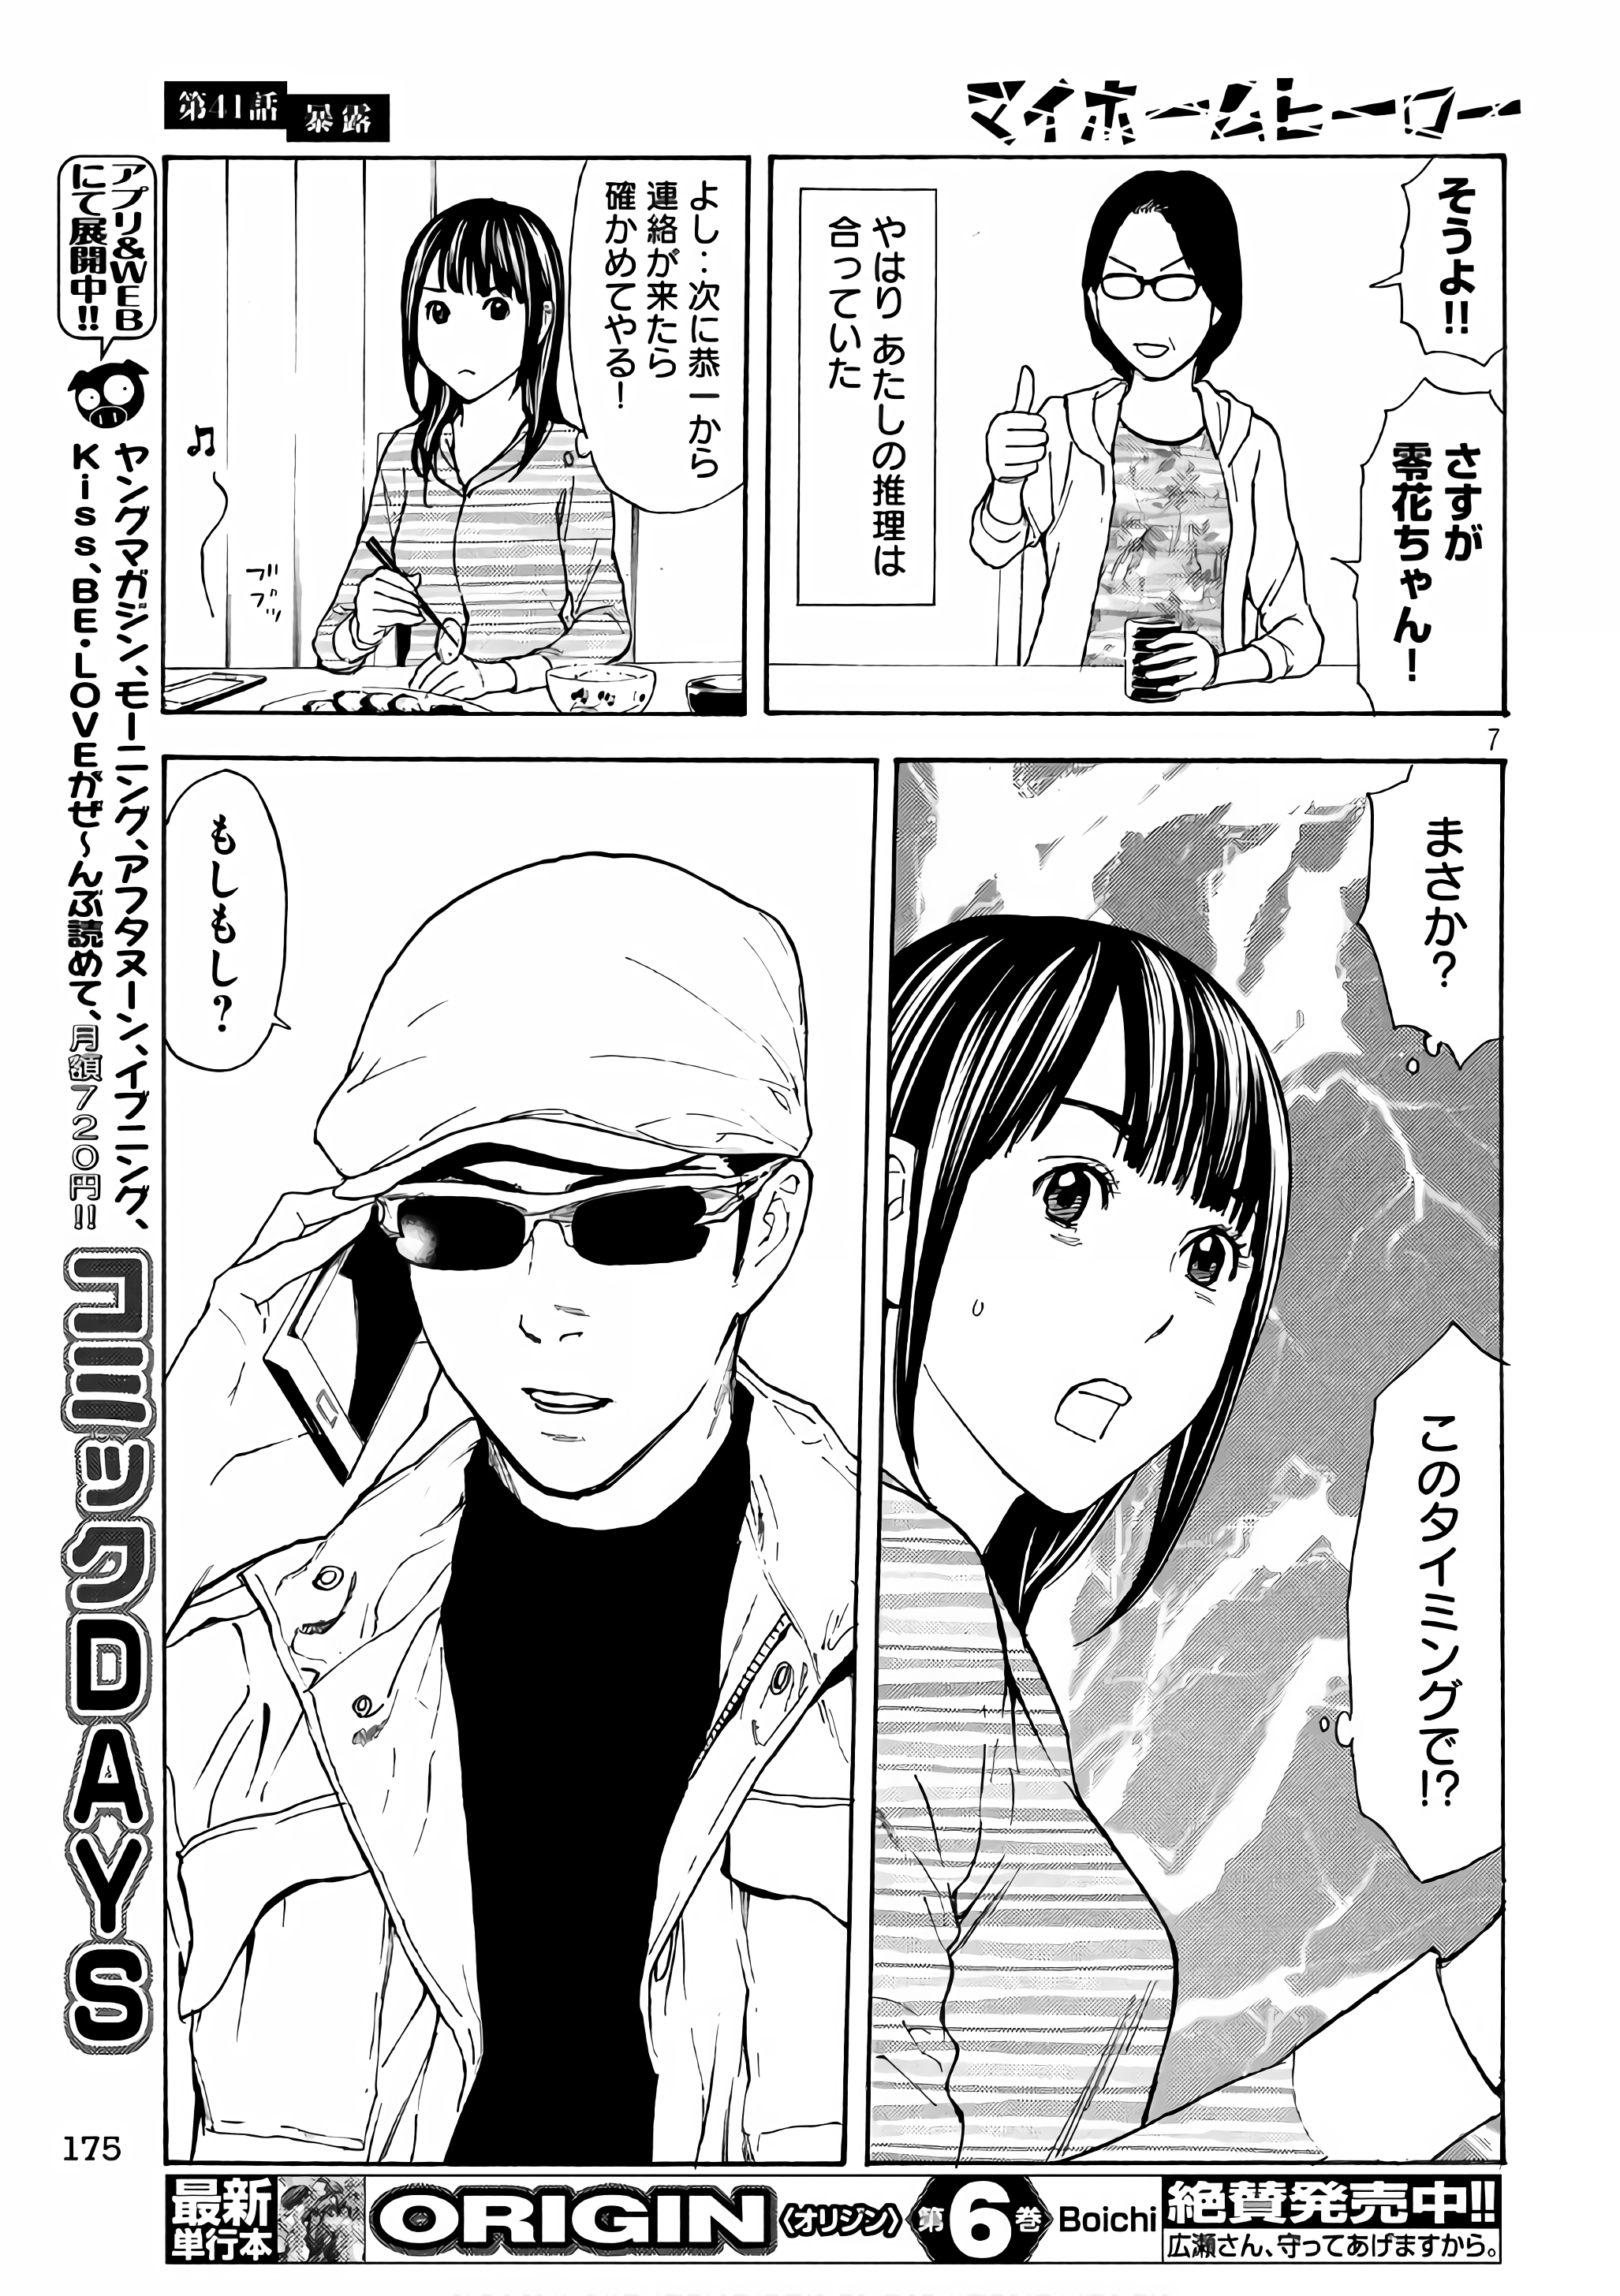 マイホームヒーロー
第41話
暴露
そうよ!!
さすが
零花ちゃん!
やはり あたしの推理は
合っていた
よし‥次に恭一から
連絡が来たら
確かめてやる!
♫
ブブ
ブブッ
7
まさか?
このタイミングで!?
もしもし?
アプリ&WEB
にて展開中!!
ヤングマガジン、モーニング、アフタヌーン、イブニング、
Kiss、BE・LOVEがぜ〜んぶ読めて、月額720円!!
コミックDAYS
175
最新
単行本
ORIGIN〈オリジン〉第6巻 Boichi
絶賛発売中!!
広瀬さん、守ってあげますから。